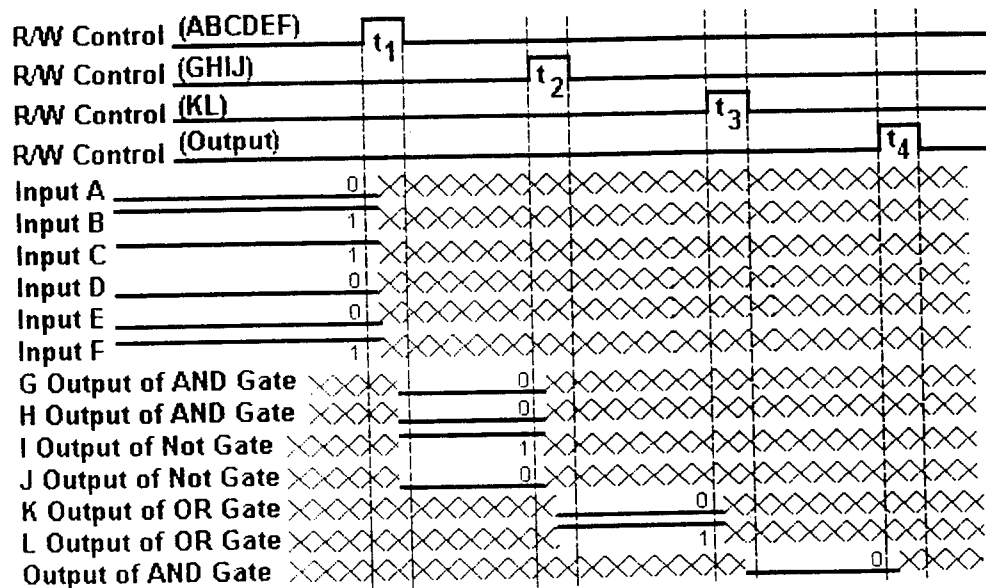 R/W Control (ABCDEF) t1
R/W Control (GHIJ) t2
R/W Control (KL) t3
R/W Control (Output) t4
Input A 0
Input B 1
Input C 1
Input D 0
Input E 0
Input F 1
G Output of AND Gate 0
H Output of AND Gate 0
I Output of Not Gate 1
J Output of Not Gate 0
K Output of OR Gate 0
L Output of OR Gate 1
Output of AND Gate 0